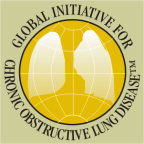 GLOBAL INITIATIVE FOR
CHRONIC OBSTRUCTIVE LUNG DISEASE™